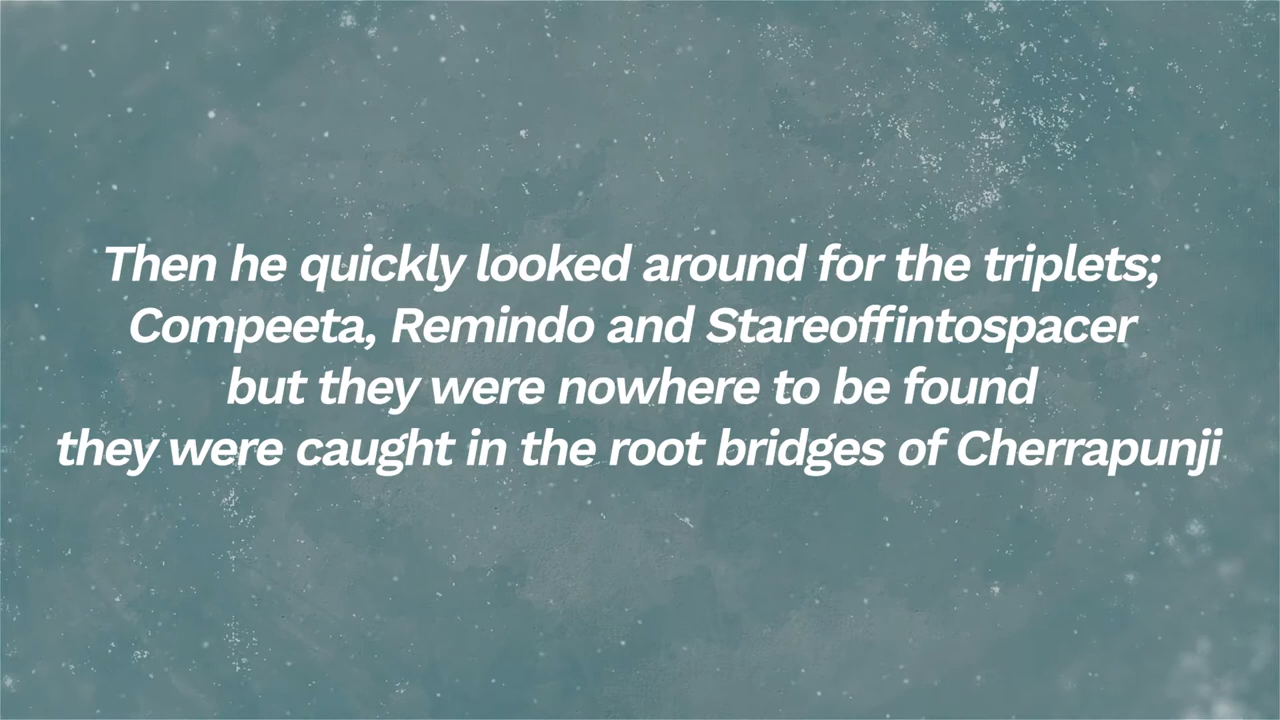 Then he quickly looked around for the triplets;
Compeeta, Remindo and Stareoffintospacer
but they were nowhere to be found
they were caught in the root bridges of Cherrapunji